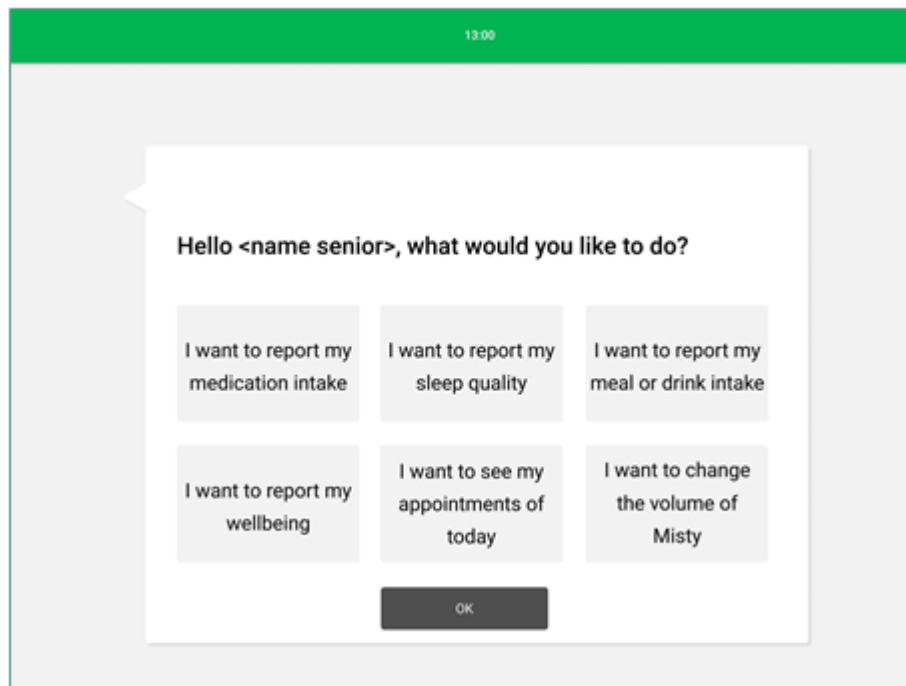 13:00
Hello <name senior>, what would you like to do?
I want to report my
medication intake
I want to report my
sleep quality
I want to report my
meal or drink intake
I want to report my
wellbeing
I want to see my
appointments of
today
I want to change
the volume of
Misty
OK